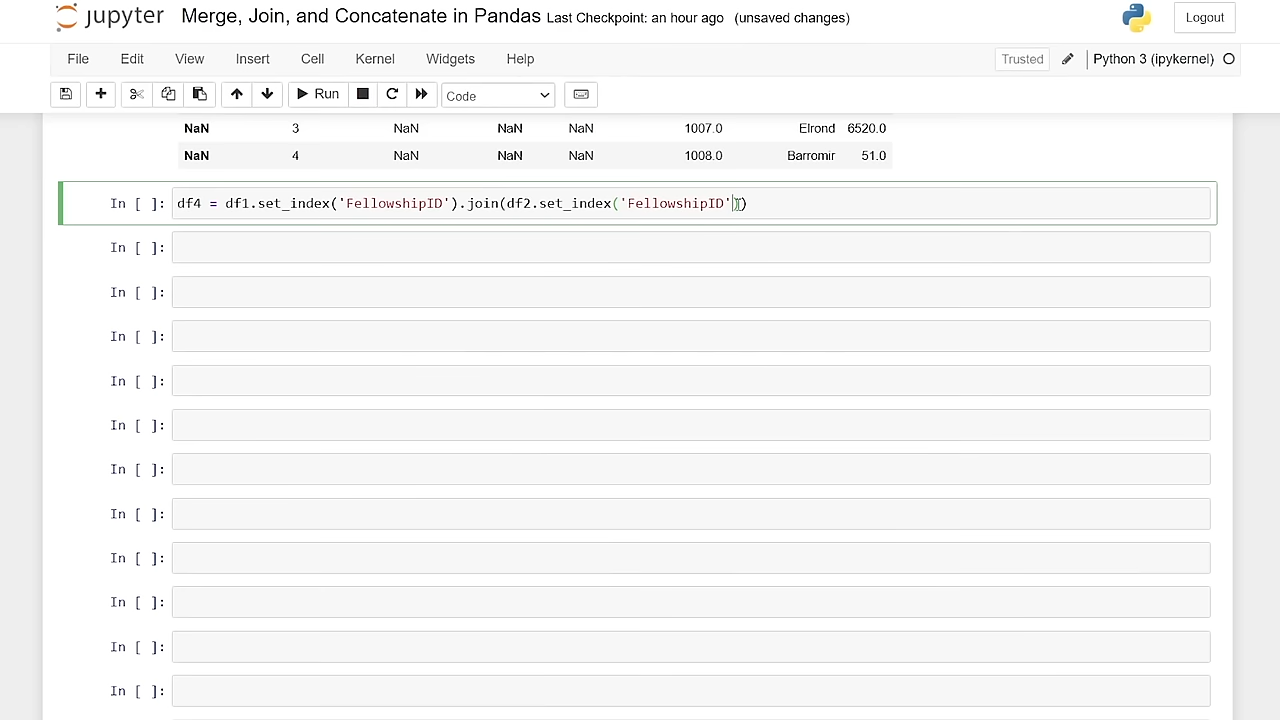 jupyter Merge, Join, and Concatenate in Pandas Last Checkpoint: an hour ago (unsaved changes) Logout
File Edit View Insert Cell Kernel Widgets Help Trusted Python 3 (ipykernel)
Run Code
NaN 3 NaN NaN NaN 1007.0 Elrond 6520.0
NaN 4 NaN NaN NaN 1008.0 Barromir 51.0
In [ ]: df4 = df1.set_index('FellowshipID').join(df2.set_index('FellowshipID'))
In [ ]:
In [ ]:
In [ ]:
In [ ]:
In [ ]:
In [ ]:
In [ ]:
In [ ]:
In [ ]:
In [ ]:
In [ ]: